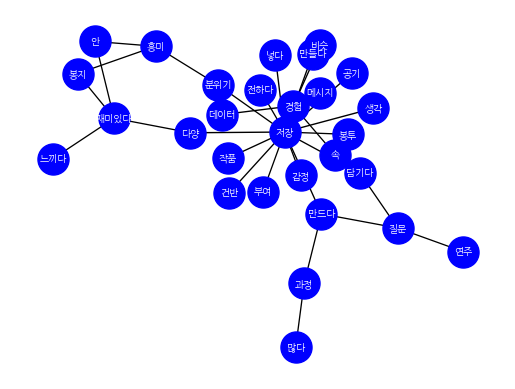 안
흥미
비슷
만들다
넣다
봉지
공기
분위기
전하다
메시지
경험
생각
데이터
재미있다
다양
저장
봉투
속
느끼다
작품
담기다
감정
건반
부여
만드다
질문
연주
과정
많다